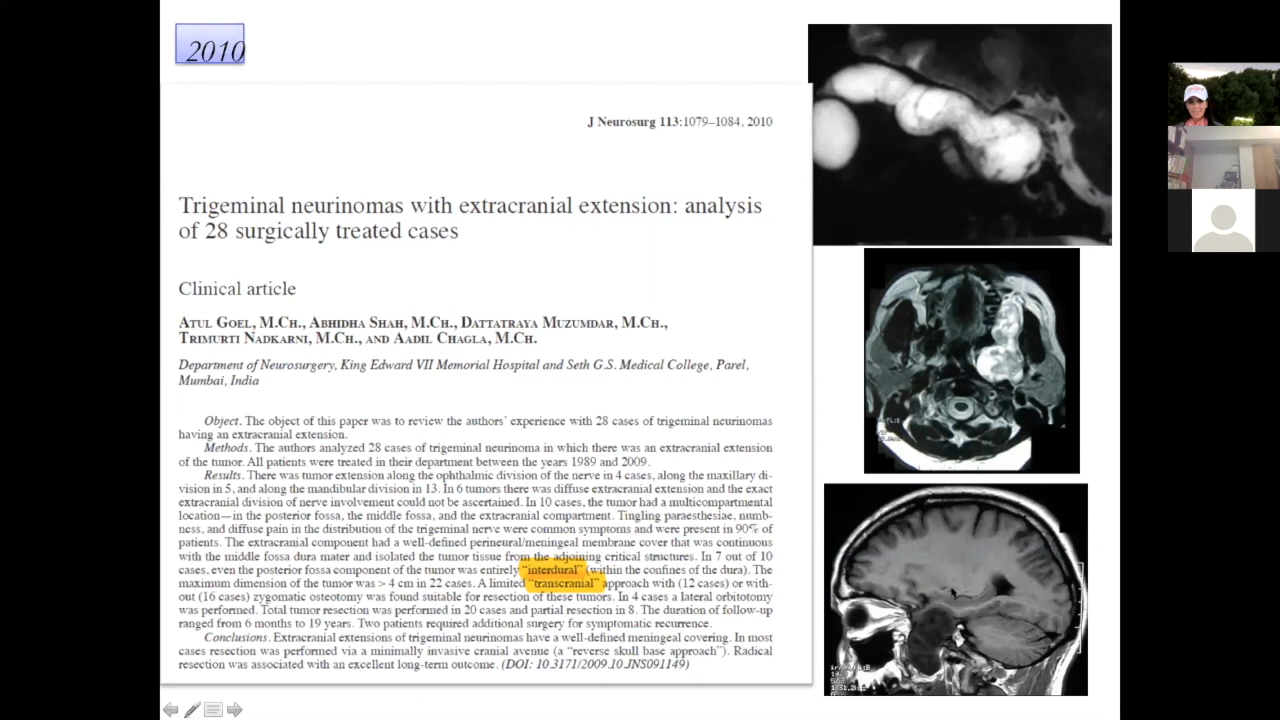 2010
J Neurosurg 113:1079–1084, 2010
Trigeminal neurinomas with extracranial extension: analysis
of 28 surgically treated cases
Clinical article
Atul Goel, M.Ch., Abhidha Shah, M.Ch., Dattatraya Muzumdar, M.Ch.,
Trimurti Nadkarni, M.Ch., and Aadil Chagla, M.Ch.
Department of Neurosurgery, King Edward VII Memorial Hospital and Seth G.S. Medical College, Parel,
Mumbai, India
Object. The object of this paper was to review the authors’ experience with 28 cases of trigeminal neurinomas
having an extracranial extension.
Methods. The authors analyzed 28 cases of trigeminal neurinoma in which there was an extracranial extension
of the tumor. All patients were treated in their department between the years 1989 and 2009.
Results. There was tumor extension along the ophthalmic division of the nerve in 4 cases, along the maxillary di-
vision in 5, and along the mandibular division in 13. In 6 tumors there was diffuse extracranial extension and the exact
extracranial division of nerve involvement could not be ascertained. In 10 cases, the tumor had a multicompartmental
location—in the posterior fossa, the middle fossa, and the extracranial compartment. Tingling paraesthesiae, numb-
ness, and diffuse pain in the distribution of the trigeminal nerve were common symptoms and were present in 90% of
patients. The extracranial component had a well-defined perineural/meningeal membrane cover that was continuous
with the middle fossa dura mater and isolated the tumor tissue from the adjoining critical structures. In 7 out of 10
cases, even the posterior fossa component of the tumor was entirely “interdural” (within the confines of the dura). The
maximum dimension of the tumor was > 4 cm in 22 cases. A limited “transcranial” approach with (12 cases) or with-
out (16 cases) zygomatic osteotomy was found suitable for resection of these tumors. In 4 cases a lateral orbitotomy
was performed. Total tumor resection was performed in 20 cases and partial resection in 8. The duration of follow-up
ranged from 6 months to 19 years. Two patients required additional surgery for symptomatic recurrence.
Conclusions. Extracranial extensions of trigeminal neurinomas have a well-defined meningeal covering. In most
cases resection was performed via a minimally invasive cranial avenue (a “reverse skull base approach”). Radical
resection was associated with an excellent long-term outcome. (DOI: 10.3171/2009.10.JNS091149)